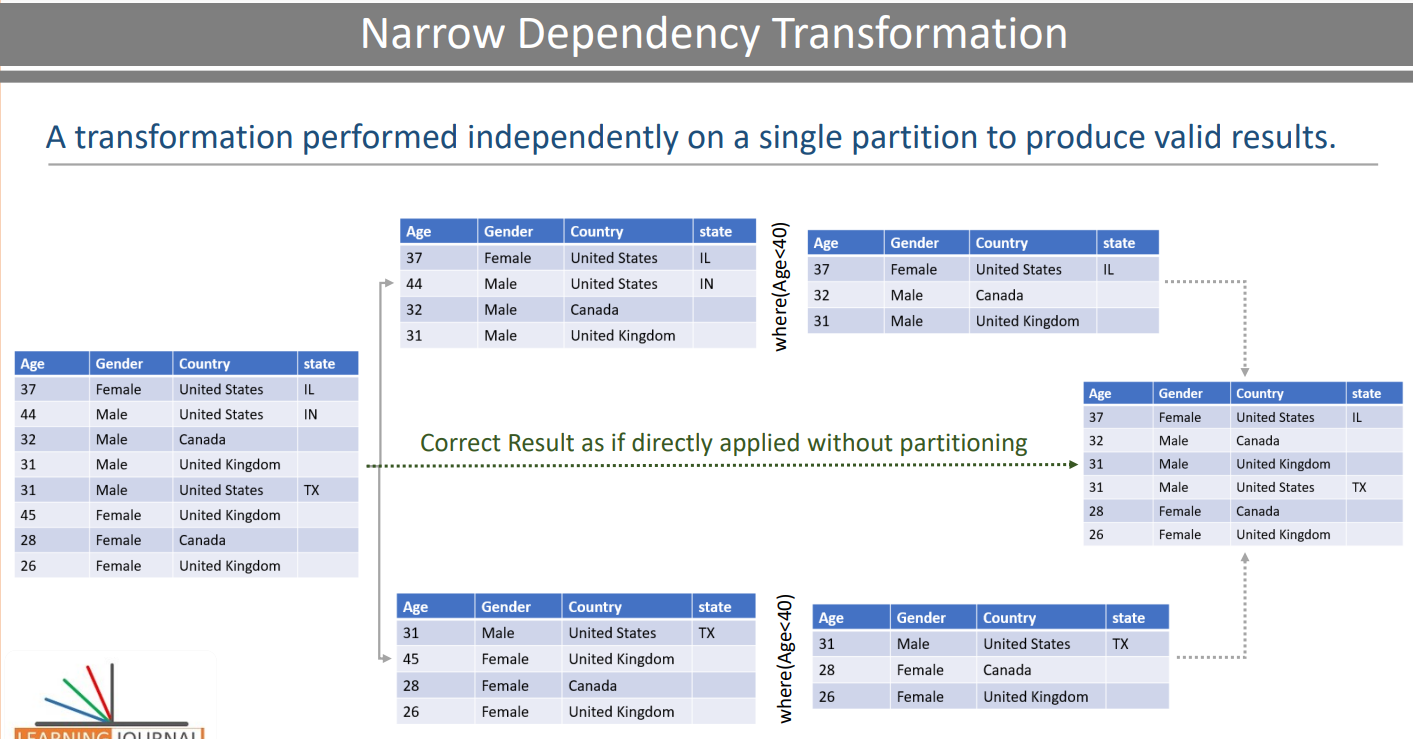 Narrow Dependency Transformation
A transformation performed independently on a single partition to produce valid results.
Age Gender Country state
37 Female United States IL
44 Male United States IN
32 Male Canada
31 Male United Kingdom
where(Age<40)
Age Gender Country state
37 Female United States IL
32 Male Canada
31 Male United Kingdom
Age Gender Country state
37 Female United States IL
44 Male United States IN
32 Male Canada
31 Male United Kingdom
31 Male United States TX
45 Female United Kingdom
28 Female Canada
26 Female United Kingdom
Correct Result as if directly applied without partitioning
Age Gender Country state
37 Female United States IL
32 Male Canada
31 Male United Kingdom
31 Male United States TX
28 Female Canada
26 Female United Kingdom
Age Gender Country state
31 Male United States TX
45 Female United Kingdom
28 Female Canada
26 Female United Kingdom
where(Age<40)
Age Gender Country state
31 Male United States TX
28 Female Canada
26 Female United Kingdom
LEARNING JOURNAL